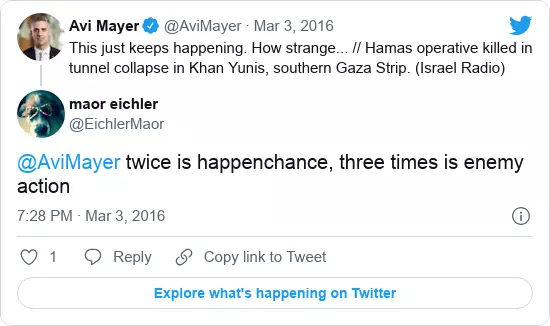 Avi Mayer @AviMayer · Mar 3, 2016
This just keeps happening. How strange... // Hamas operative killed in
tunnel collapse in Khan Yunis, southern Gaza Strip. (Israel Radio)
maor eichler
@EichlerMaor
@AviMayer twice is happenchance, three times is enemy
action
7:28 PM · Mar 3, 2016
1 Reply Copy link to Tweet
Explore what's happening on Twitter